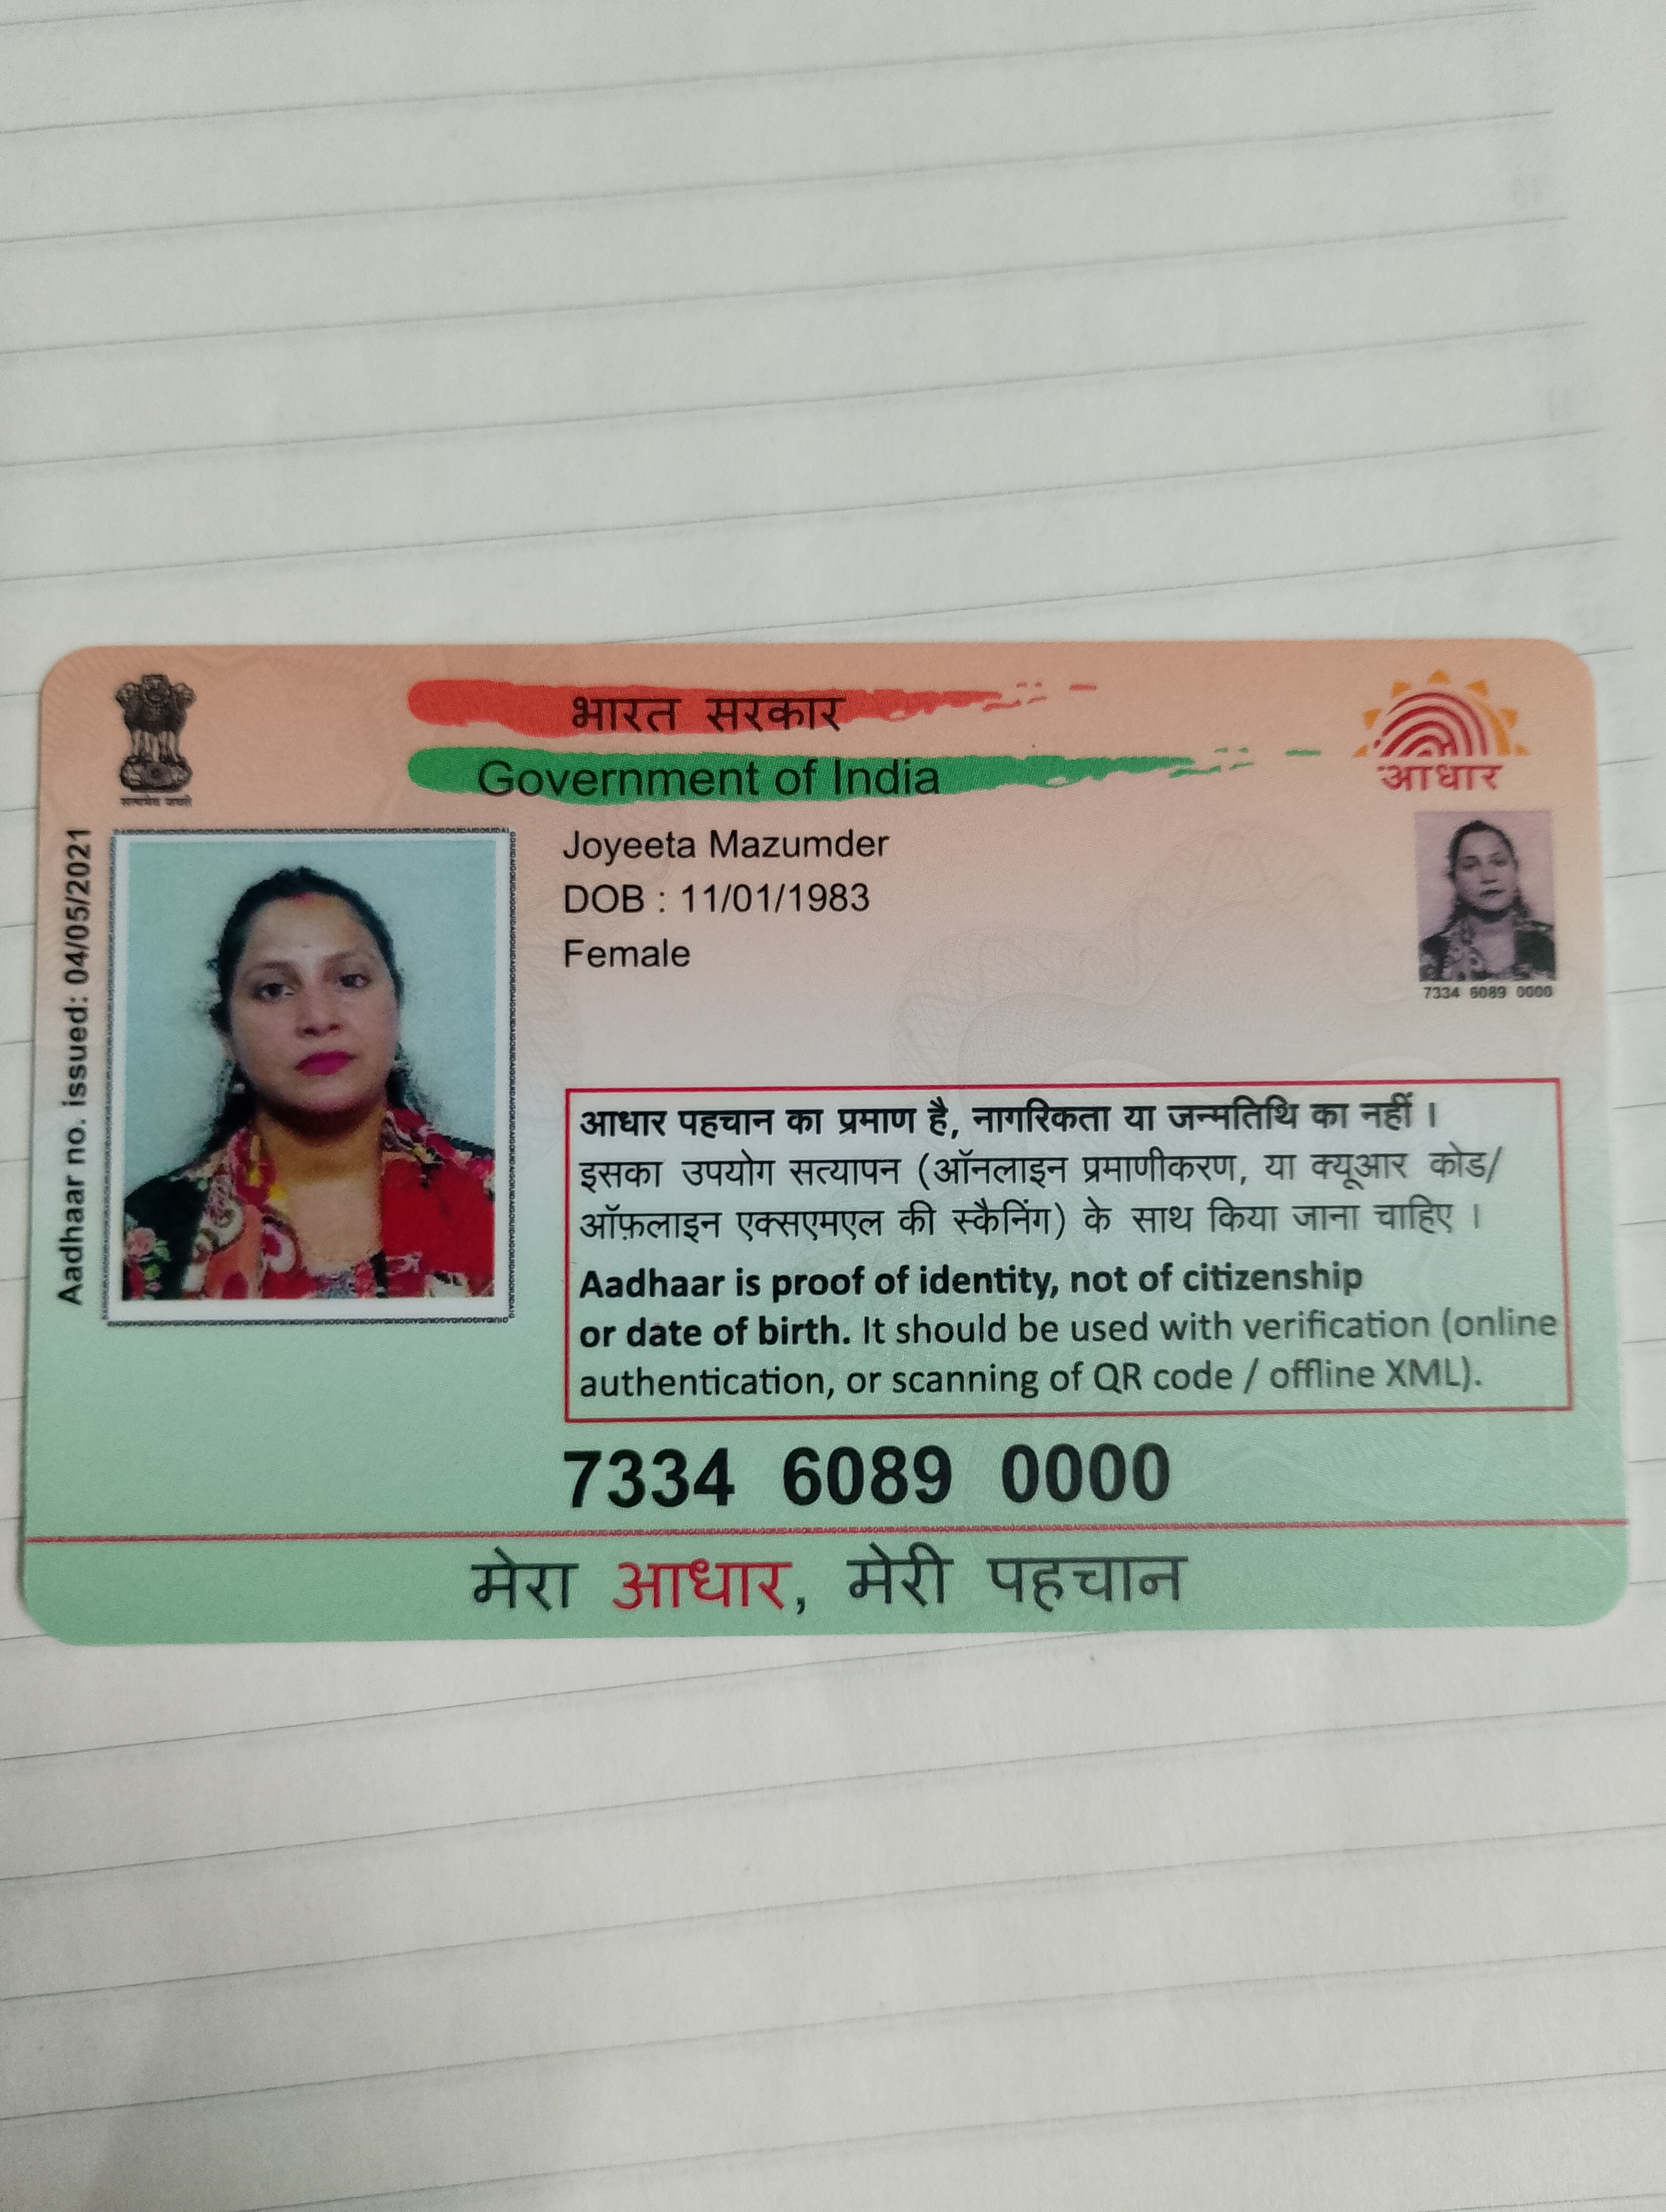 सत्यमेव जयते
भारत सरकार
Government of India
आधार
Aadhaar no. issued: 04/05/2021
Joyeeta Mazumder
DOB : 11/01/1983
Female
7334 6089 0000
आधार पहचान का प्रमाण है, नागरिकता या जन्मतिथि का नहीं ।
इसका उपयोग सत्यापन (ऑनलाइन प्रमाणीकरण, या क्यूआर कोड/
ऑफ़लाइन एक्सएमएल की स्कैनिंग) के साथ किया जाना चाहिए ।
Aadhaar is proof of identity, not of citizenship
or date of birth. It should be used with verification (online
authentication, or scanning of QR code / offline XML).
7334 6089 0000
मेरा आधार, मेरी पहचान